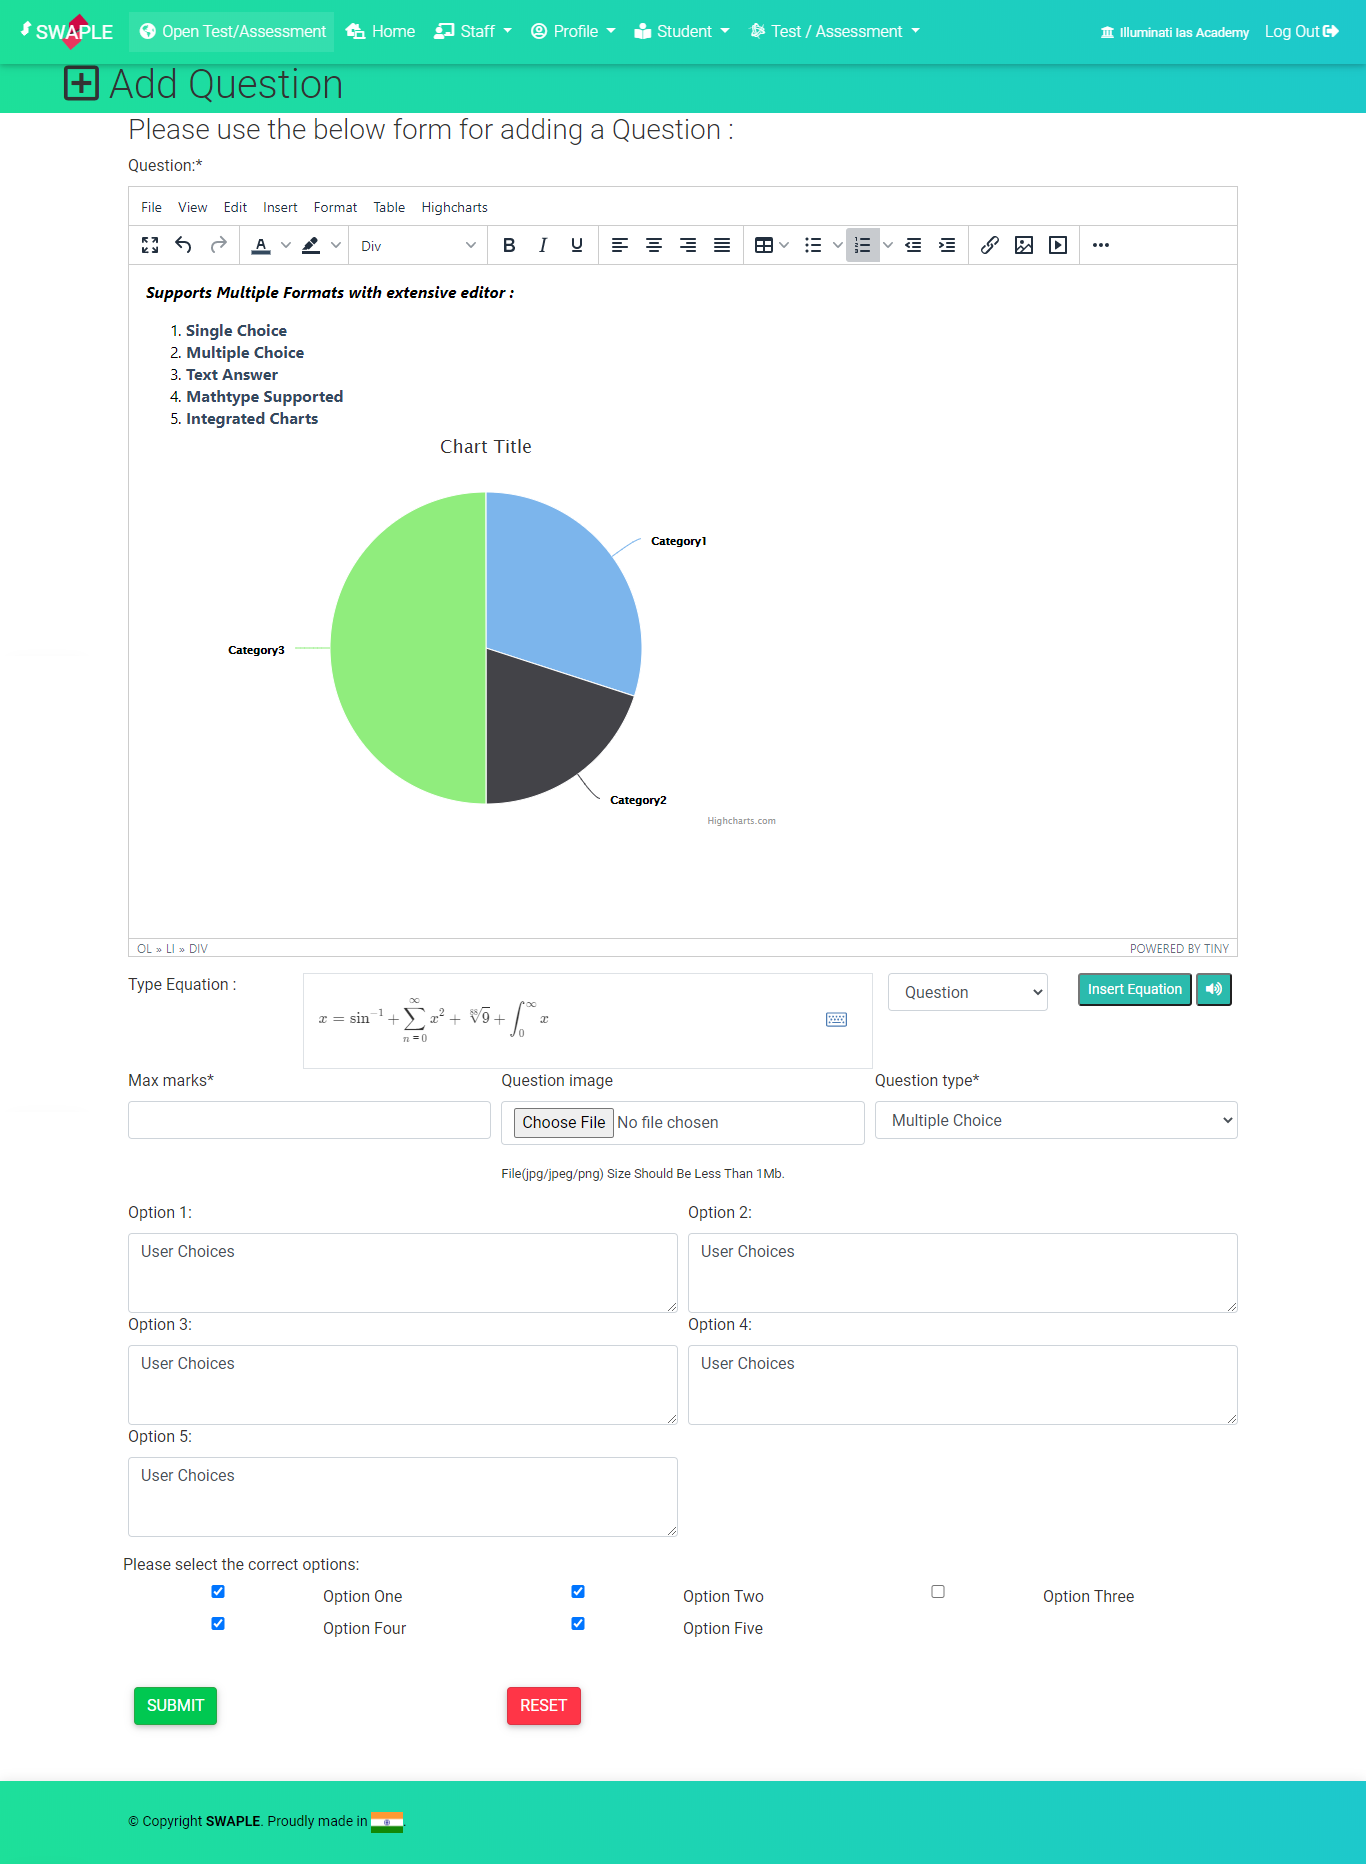 SWAPLE Open Test/Assessment Home Staff Profile Student Test / Assessment Illuminati Ias Academy Log Out
Add Question
Please use the below form for adding a Question :
Question:*
File View Edit Insert Format Table Highcharts
A Div B I U
Supports Multiple Formats with extensive editor :
1. Single Choice
2. Multiple Choice
3. Text Answer
4. Mathtype Supported
5. Integrated Charts
Chart Title
Category1
Category3
Category2
Highcharts.com
OL » LI » DIV POWERED BY TINY
Type Equation : x = sin⁻¹ + ∑_{n=0}^{∞} x² + √9 + ∫_0^∞ x Question Insert Equation
Max marks* Question image Question type*
Choose File No file chosen Multiple Choice
File(jpg/jpeg/png) Size Should Be Less Than 1Mb.
Option 1: Option 2:
User Choices User Choices
Option 3: Option 4:
User Choices User Choices
Option 5:
User Choices
Please select the correct options:
Option One Option Two Option Three
Option Four Option Five
SUBMIT RESET
© Copyright SWAPLE. Proudly made in .